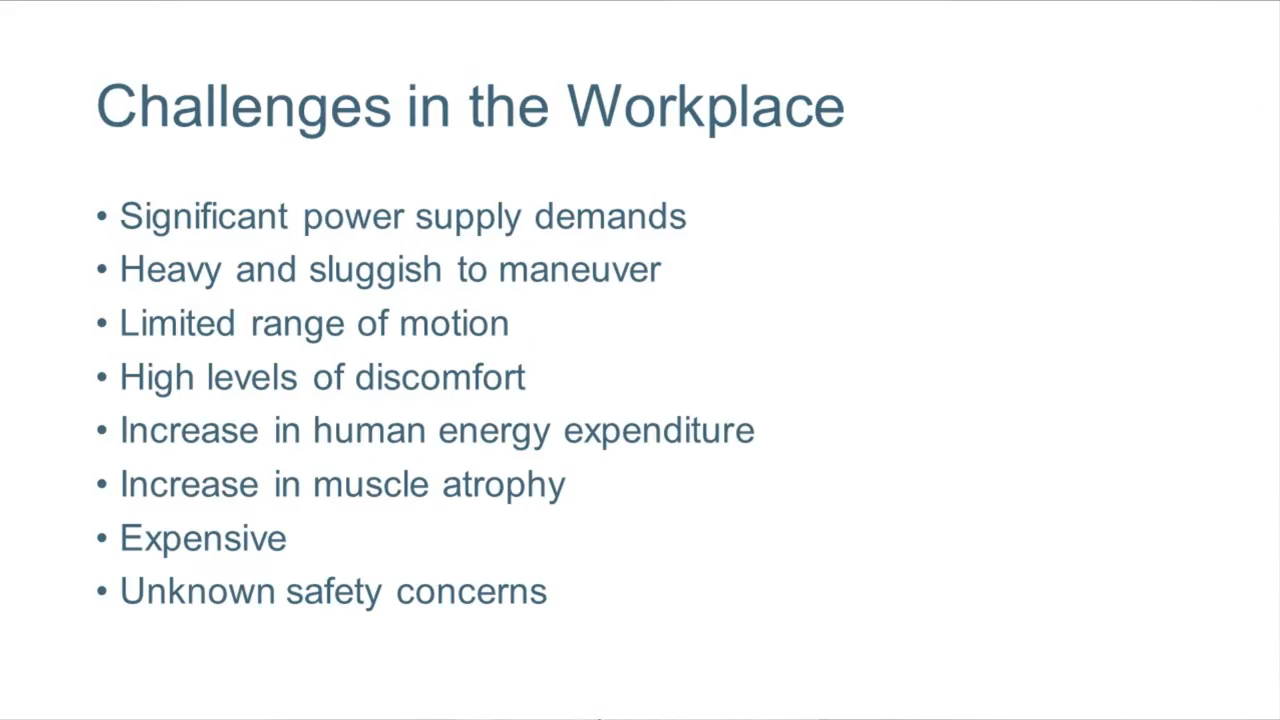 Challenges in the Workplace
• Significant power supply demands
• Heavy and sluggish to maneuver
• Limited range of motion
• High levels of discomfort
• Increase in human energy expenditure
• Increase in muscle atrophy
• Expensive
• Unknown safety concerns